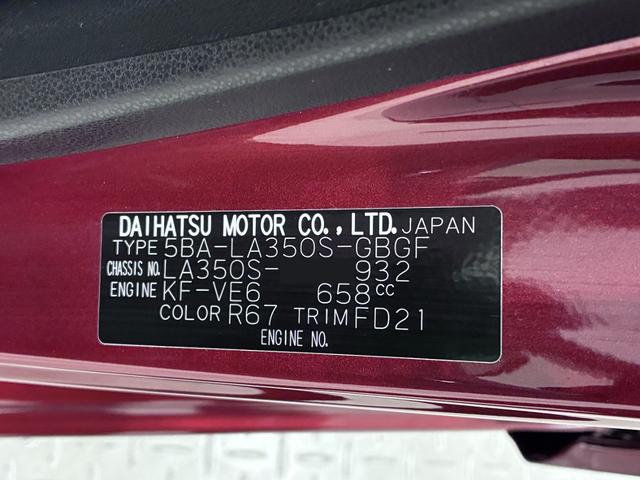 DAIHATSU MOTOR CO., LTD. JAPAN
TYPE 5BA-LA350S-GBGF
CHASSIS NO. LA350S- 932
ENGINE KF-VE6 658cc
COLOR R67 TRIM FD21
ENGINE NO.